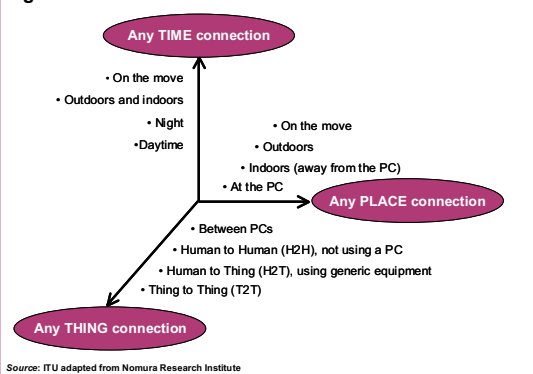 Any TIME connection
• On the move
• Outdoors and indoors
• Night
•Daytime
• On the move
• Outdoors
• Indoors (away from the PC)
• At the PC
Any PLACE connection
• Between PCs
• Human to Human (H2H), not using a PC
• Human to Thing (H2T), using generic equipment
• Thing to Thing (T2T)
Any THING connection
Source: ITU adapted from Nomura Research Institute